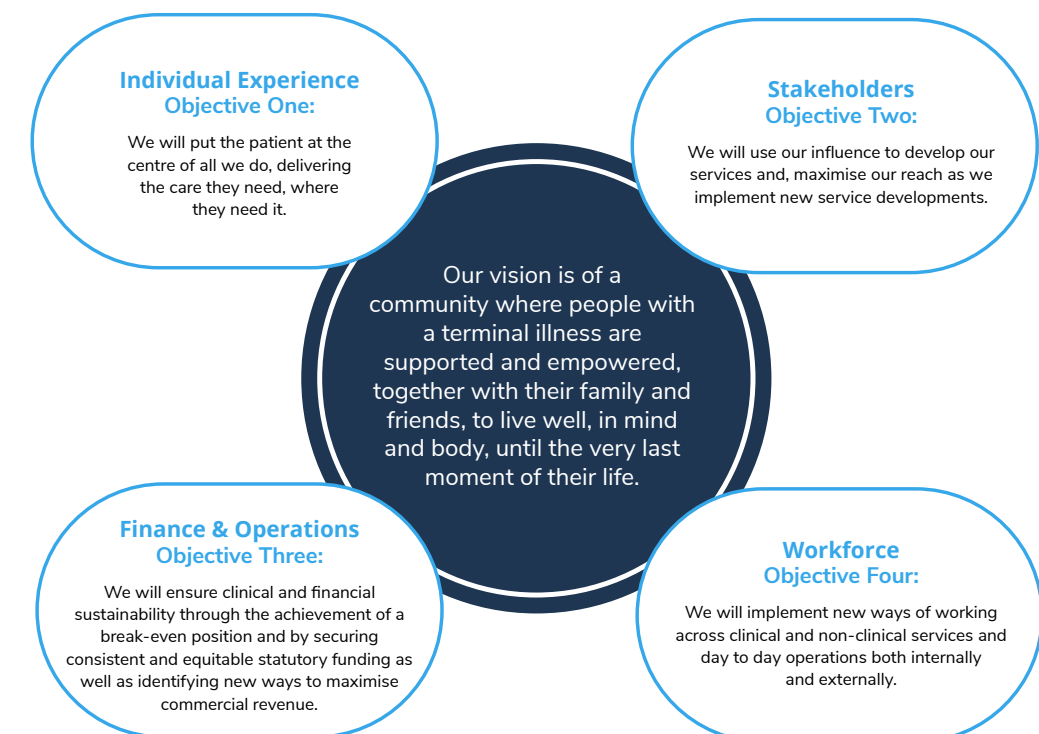 Individual Experience
Objective One:
We will put the patient at the
centre of all we do, delivering
the care they need, where
they need it.
Stakeholders
Objective Two:
We will use our influence to develop our
services and, maximise our reach as we
implement new service developments.
Our vision is of a
community where people with
a terminal illness are
supported and empowered,
together with their family and
friends, to live well, in mind
and body, until the very last
moment of their life.
Finance & Operations
Objective Three:
We will ensure clinical and financial
sustainability through the achievement of a
break-even position and by securing
consistent and equitable statutory funding as
well as identifying new ways to maximise
commercial revenue.
Workforce
Objective Four:
We will implement new ways of working
across clinical and non-clinical services and
day to day operations both internally
and externally.